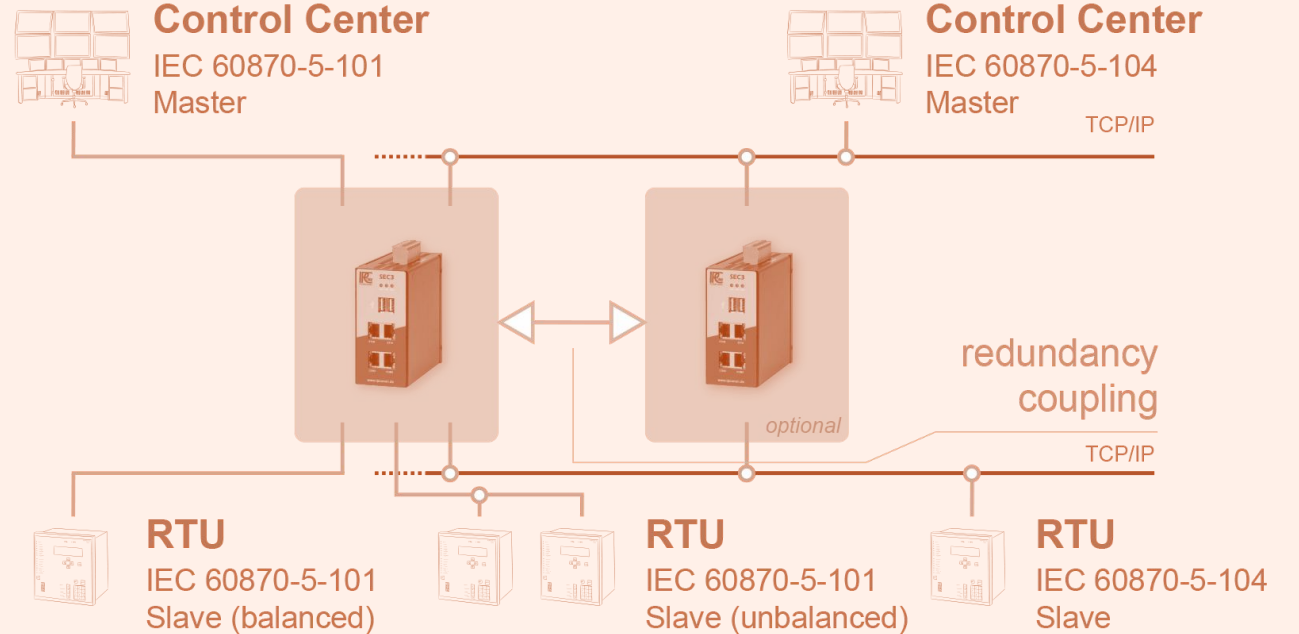 Control Center
IEC 60870-5-101
Master
Control Center
IEC 60870-5-104
Master
TCP/IP
SEC3
SEC3
optional
redundancy
coupling
TCP/IP
RTU
IEC 60870-5-101
Slave (balanced)
RTU
IEC 60870-5-101
Slave (unbalanced)
RTU
IEC 60870-5-104
Slave